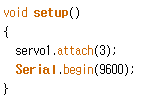 void setup()
{
  servo1.attach(3);
  Serial.begin(9600);
}